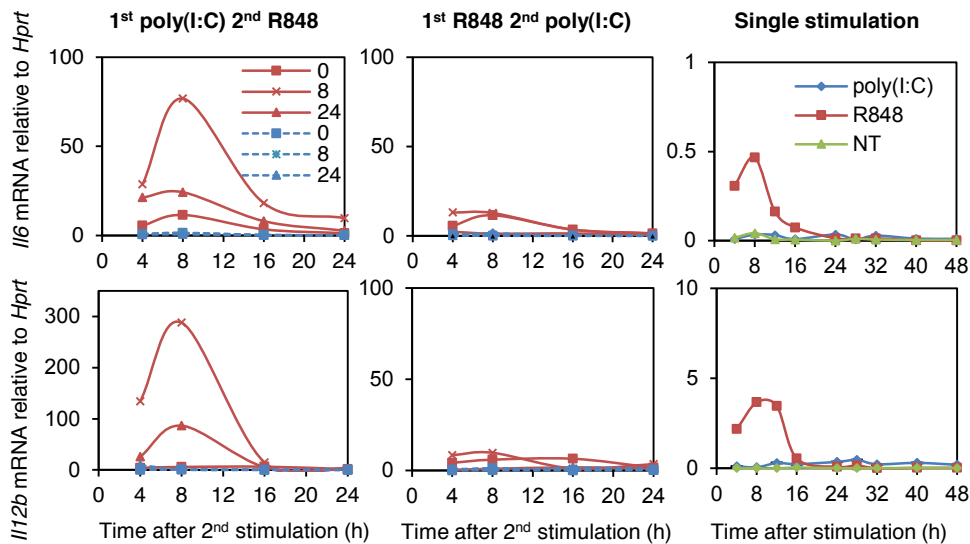 1st poly(I:C) 2nd R848
1st R848 2nd poly(I:C)
Single stimulation
Il6 mRNA relative to Hprt
100
50
0
0 4 8 12 16 20 24
0
8
24
0
8
24
100
50
0
0 4 8 12 16 20 24
1
0.5
0
0 8 16 24 32 40 48
poly(I:C)
R848
NT
Il12b mRNA relative to Hprt
300
200
100
0
0 4 8 12 16 20 24
Time after 2nd stimulation (h)
100
50
0
0 4 8 12 16 20 24
Time after 2nd stimulation (h)
10
5
0
0 8 16 24 32 40 48
Time after stimulation (h)